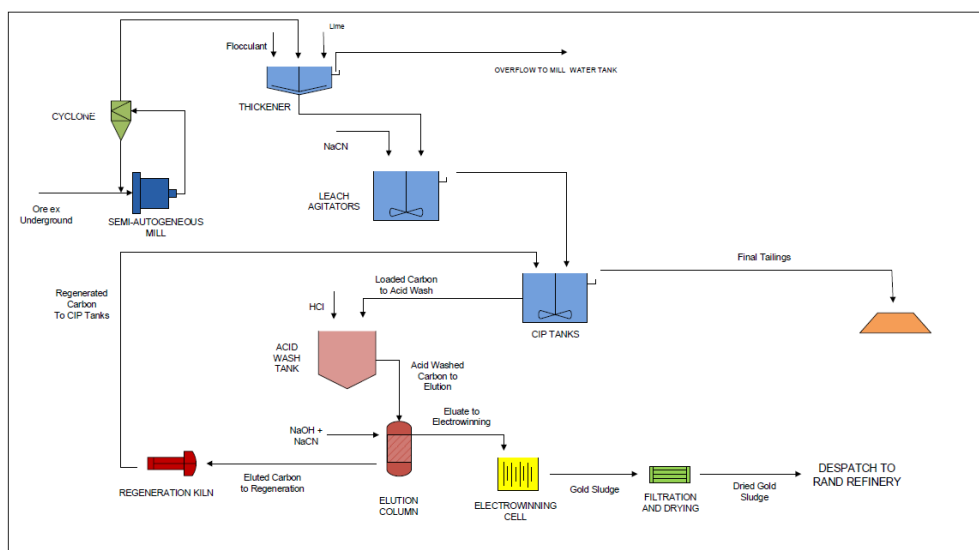 Lime
Flocculant
OVERFLOW TO MILL WATER TANK
THICKENER
CYCLONE
NaCN
LEACH
AGITATORS
Ore ex
Underground
SEMI-AUTOGENEOUS
MILL
Final Tailings
Loaded Carbon
to Acid Wash
Regenerated
Carbon
To CIP Tanks
HCl
CIP TANKS
ACID
WASH
TANK
Acid Washed
Carbon to
Elution
Eluate to
Electrowinning
NaOH +
NaCN
DESPATCH TO
RAND REFINERY
Eluted Carbon
to Regeneration
REGENERATION KILN
Gold Sludge
Dried Gold
Sludge
ELUTION
COLUMN
ELECTROWINNING
CELL
FILTRATION
AND DRYING